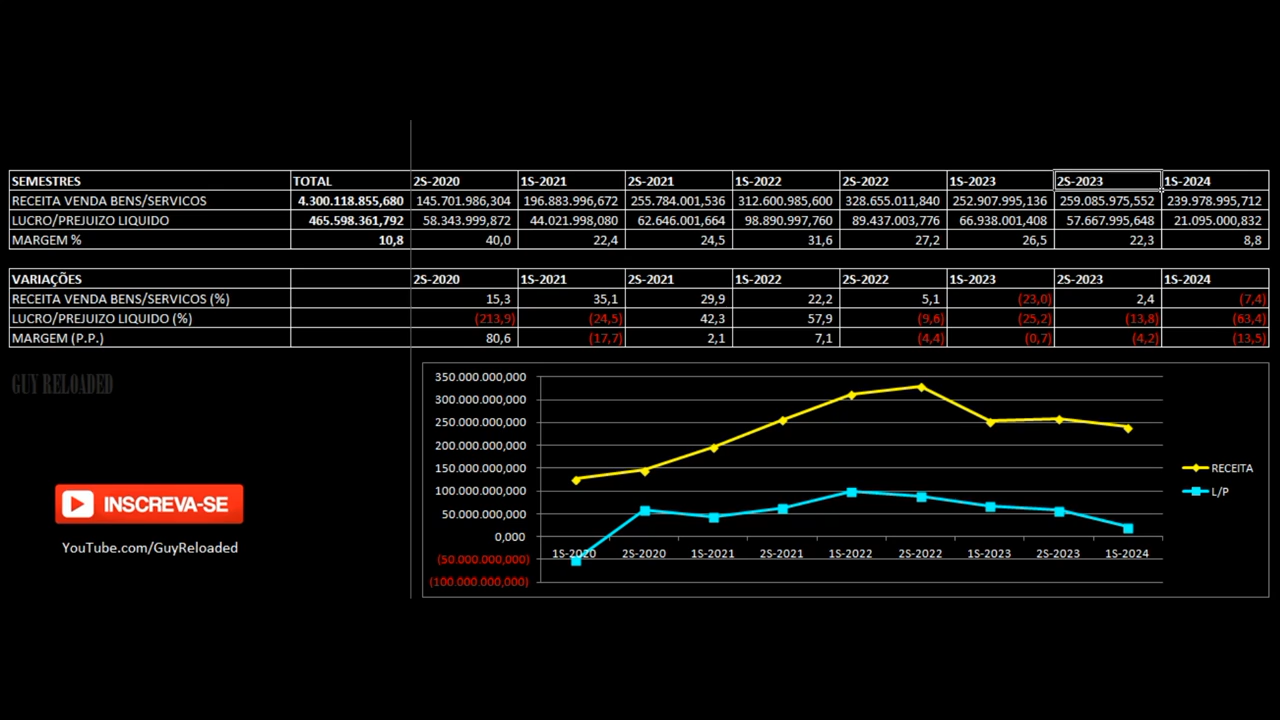 SEMESTRES TOTAL 2S-2020 1S-2021 2S-2021 1S-2022 2S-2022 1S-2023 2S-2023 1S-2024
RECEITA VENDA BENS/SERVICOS 4.300.118.855,680 145.701.986,304 196.883.996,672 255.784.001,536 312.600.985,600 328.655.011,840 252.907.995,136 259.085.975,552 239.978.995,712
LUCRO/PREJUIZO LIQUIDO 465.598.361,792 58.343.999,872 44.021.998,080 62.646.001,664 98.890.997,760 89.437.003,776 66.938.001,408 57.667.995,648 21.095.000,832
MARGEM % 10,8 40,0 22,4 24,5 31,6 27,2 26,5 22,3 8,8
VARIAÇÕES 2S-2020 1S-2021 2S-2021 1S-2022 2S-2022 1S-2023 2S-2023 1S-2024
RECEITA VENDA BENS/SERVICOS (%) 15,3 35,1 29,9 22,2 5,1 (23,0) 2,4 (7,4)
LUCRO/PREJUIZO LIQUIDO (%) (213,9) (24,5) 42,3 57,9 (9,6) (25,2) (13,8) (63,4)
MARGEM (P.P.) 80,6 (17,7) 2,1 7,1 (4,4) (0,7) (4,2) (13,5)
GUY RELOADED
INSCREVA-SE
YouTube.com/GuyReloaded
350.000.000,000
300.000.000,000
250.000.000,000
200.000.000,000
150.000.000,000
100.000.000,000
50.000.000,000
0,000
(50.000.000,000)
(100.000.000,000)
1S-2020 2S-2020 1S-2021 2S-2021 1S-2022 2S-2022 1S-2023 2S-2023 1S-2024
RECEITA
L/P